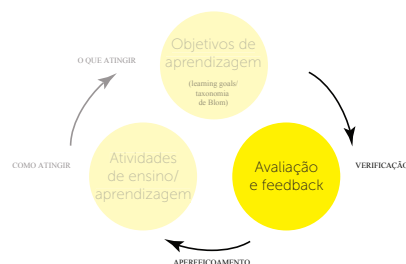 Objetivos de
aprendizagem
(learning goals/
taxonomia
de Blom)
O QUE ATINGIR
COMO ATINGIR
Atividades
de ensino/
aprendizagem
Avaliação
e feedback
VERIFICAÇÃO
APERFEIÇOAMENTO